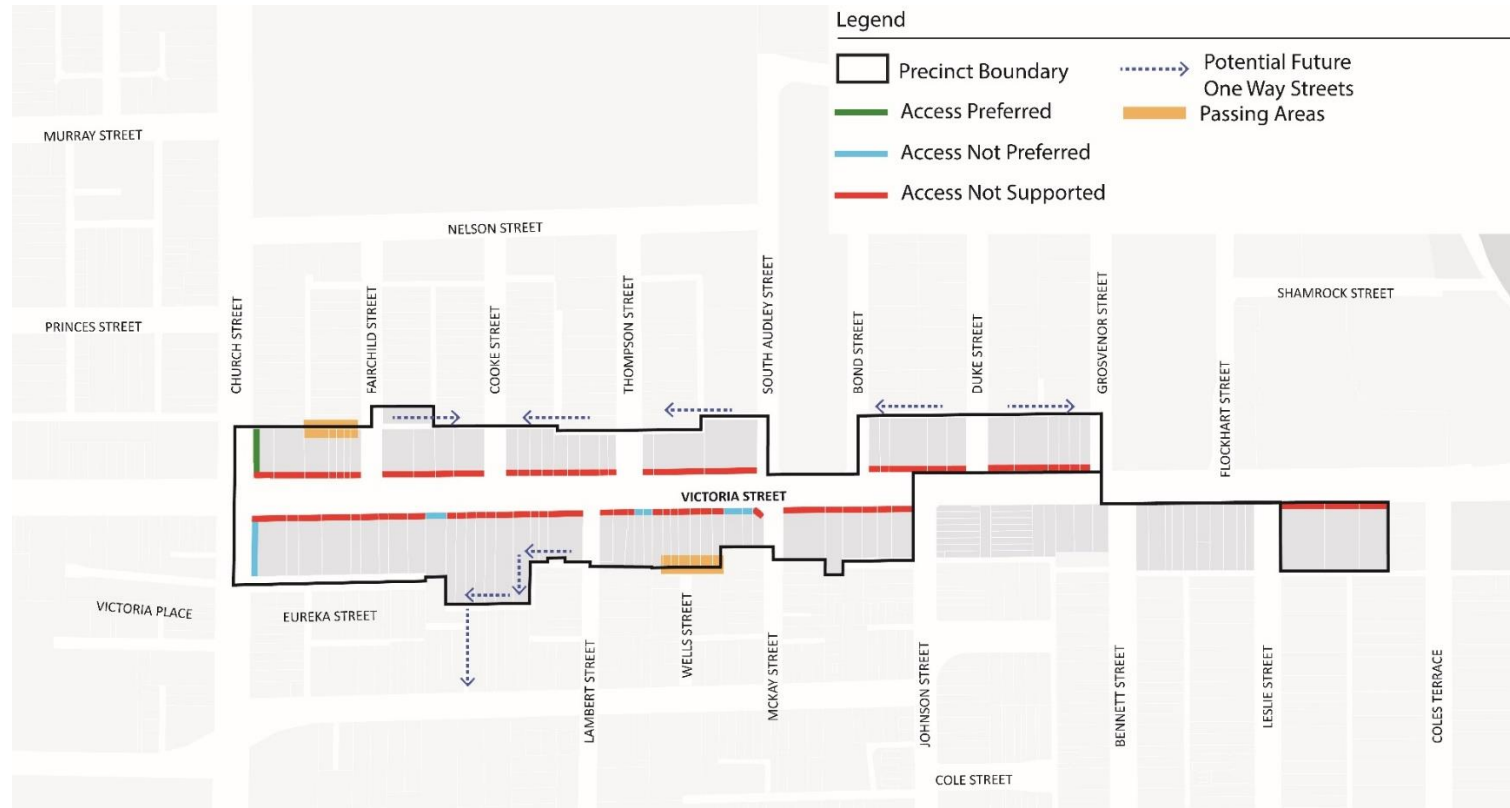 Legend
Precinct Boundary
Access Preferred
Access Not Preferred
Access Not Supported
Potential Future
One Way Streets
Passing Areas
MURRAY STREET
NELSON STREET
PRINCES STREET
CHURCH STREET
FAIRCHILD STREET
COOKE STREET
THOMPSON STREET
SOUTH AUDLEY STREET
BOND STREET
DUKE STREET
GROSVENOR STREET
FLOCKHART STREET
SHAMROCK STREET
VICTORIA STREET
VICTORIA PLACE
EUREKA STREET
LAMBERT STREET
WELLS STREET
MCKAY STREET
JOHNSON STREET
BENNETT STREET
LESLIE STREET
COLES TERRACE
COLE STREET